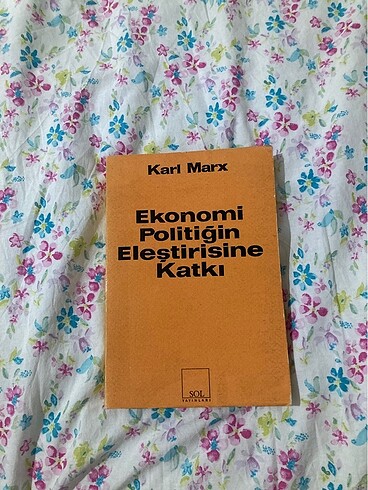 Karl Marx
Ekonomi
Politiğin
Eleştirisine
Katkı
SOL
YAYINLARI